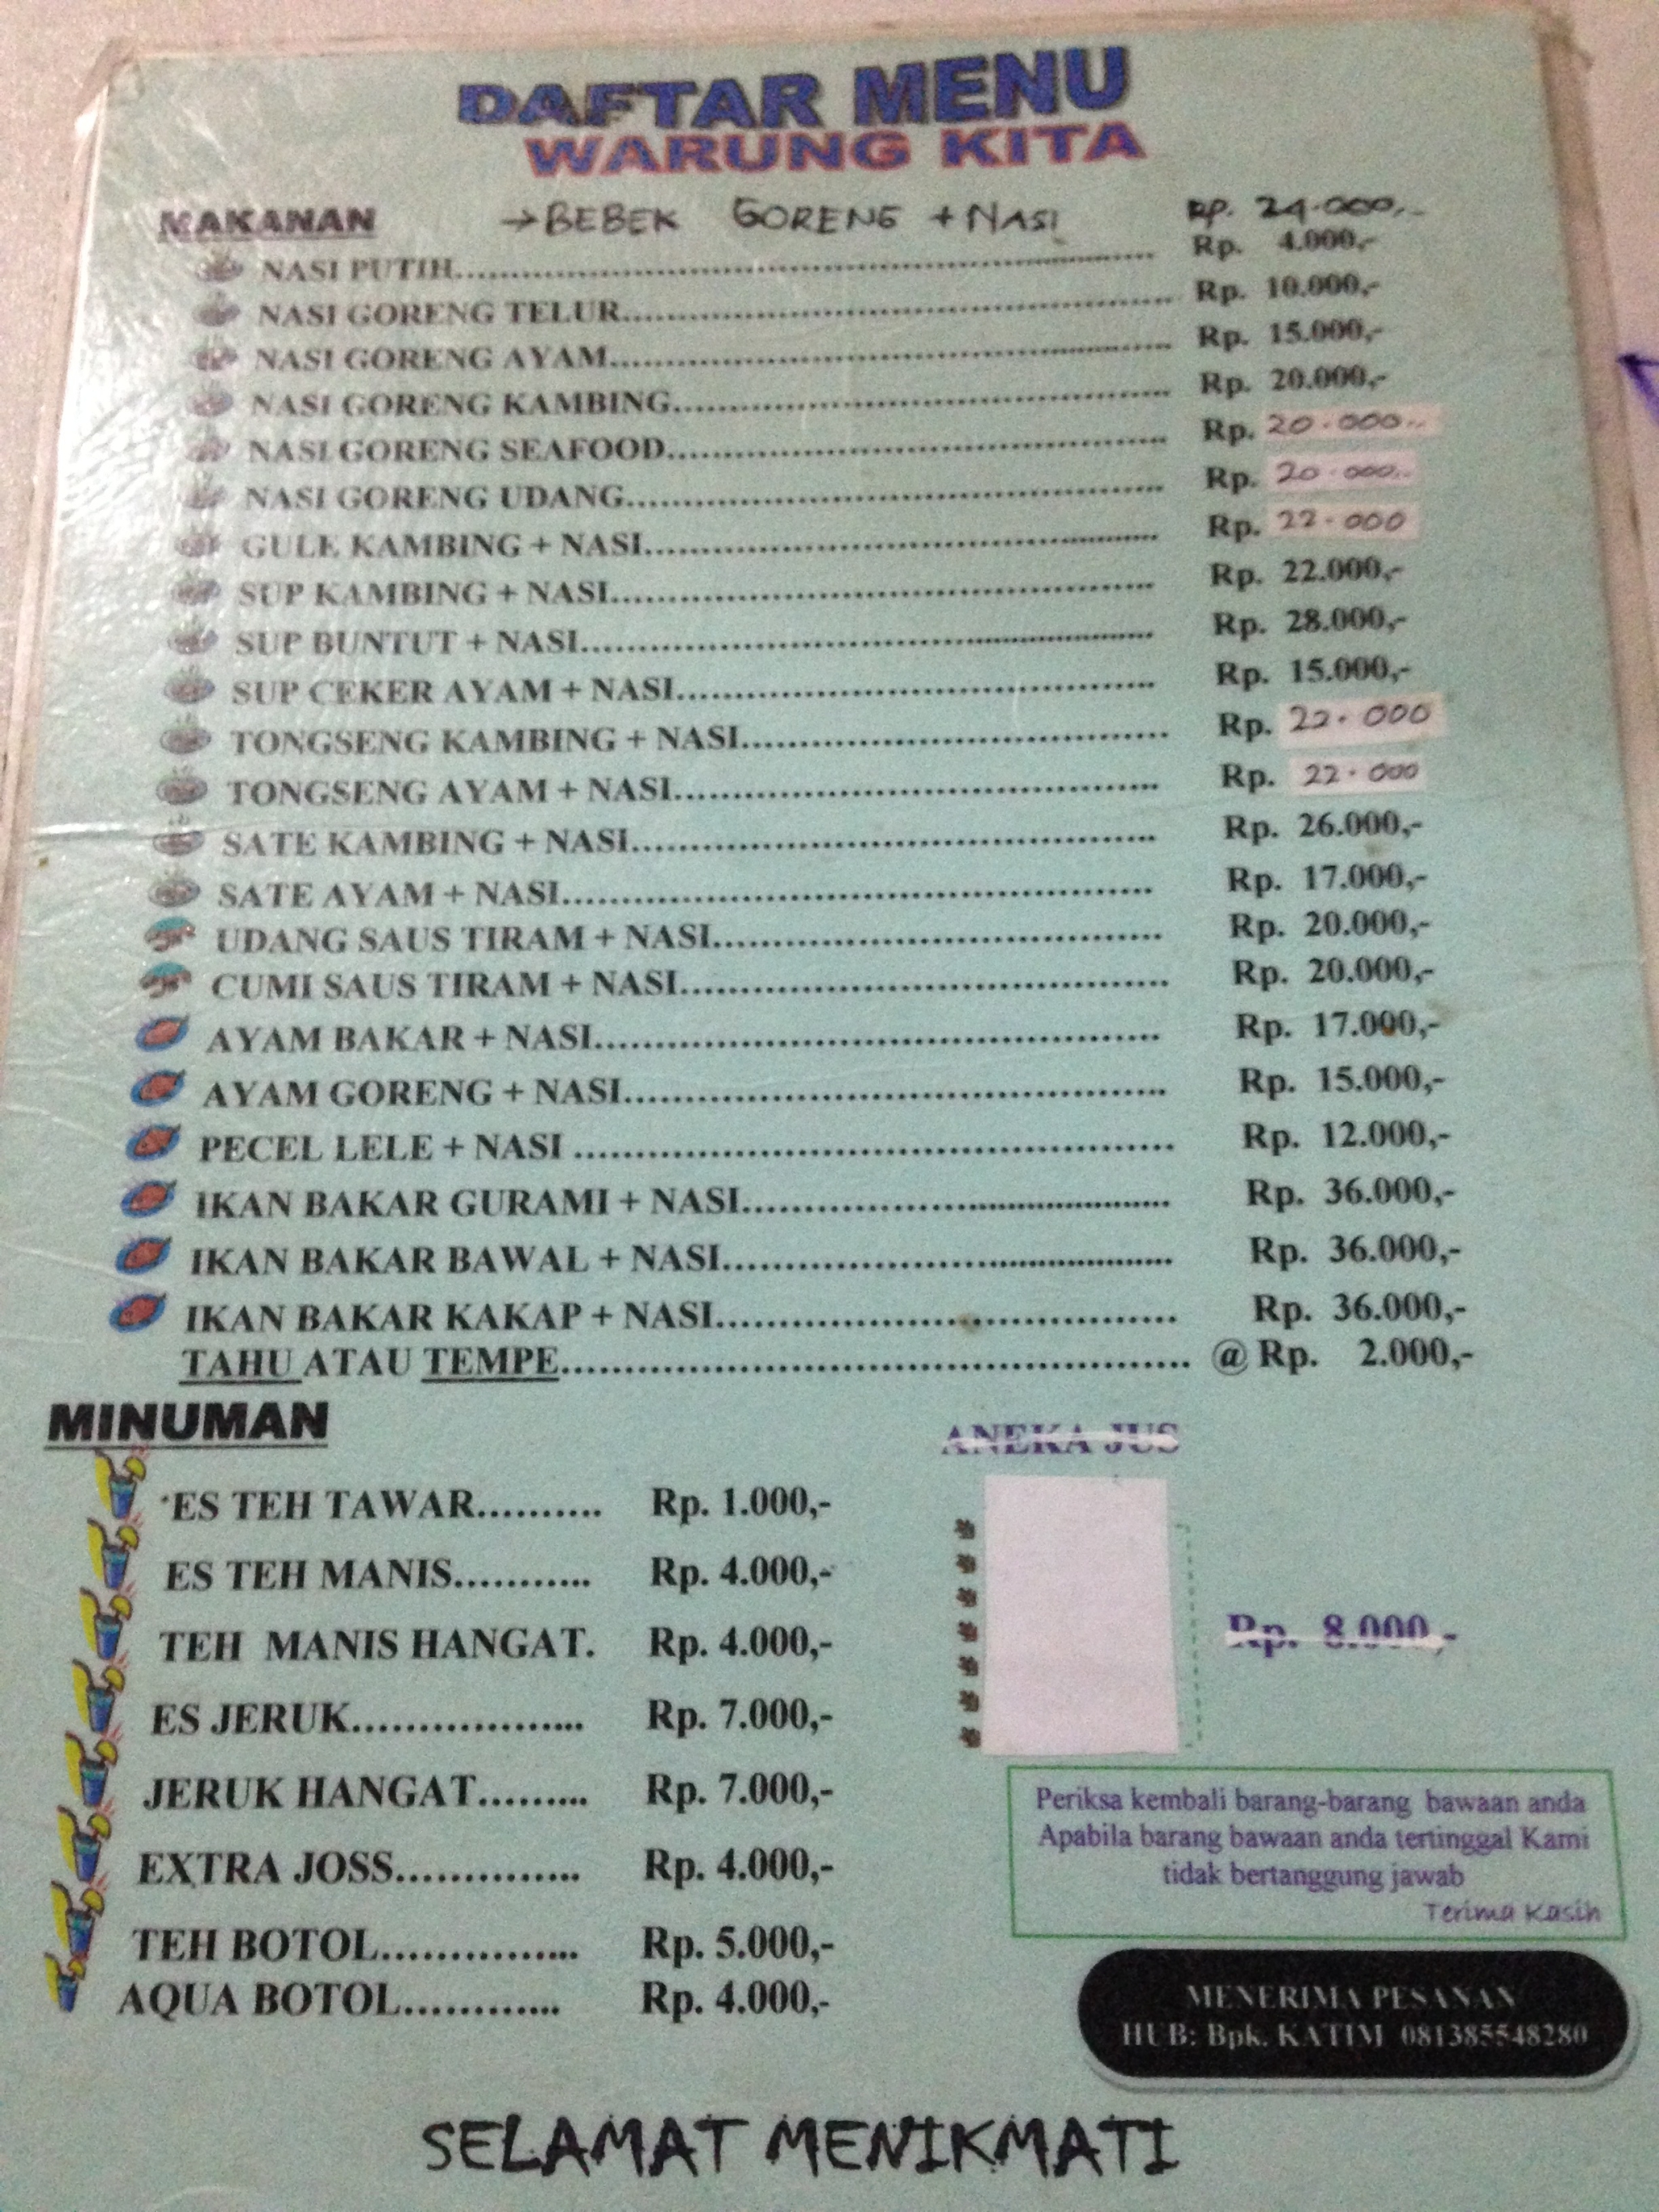 DAFTAR MENU
WARUNG KITA
MAKANAN → BEBEK GORENG + NASI Rp. 24.000,-
NASI PUTIH Rp. 4.000,-
NASI GORENG TELUR Rp. 10.000,-
NASI GORENG AYAM Rp. 15.000,-
NASI GORENG KAMBING Rp. 20.000,-
NASI GORENG SEAFOOD Rp. 20.000,-
NASI GORENG UDANG Rp. 20.000,-
GULE KAMBING + NASI Rp. 22.000
SUP KAMBING + NASI Rp. 22.000,-
SUP BUNTUT + NASI Rp. 28.000,-
SUP CEKER AYAM + NASI Rp. 15.000,-
TONGSENG KAMBING + NASI Rp. 22.000
TONGSENG AYAM + NASI Rp. 22.000
SATE KAMBING + NASI Rp. 26.000,-
SATE AYAM + NASI Rp. 17.000,-
UDANG SAUS TIRAM + NASI Rp. 20.000,-
CUMI SAUS TIRAM + NASI Rp. 20.000,-
AYAM BAKAR + NASI Rp. 17.000,-
AYAM GORENG + NASI Rp. 15.000,-
PECEL LELE + NASI Rp. 12.000,-
IKAN BAKAR GURAMI + NASI Rp. 36.000,-
IKAN BAKAR BAWAL + NASI Rp. 36.000,-
IKAN BAKAR KAKAP + NASI Rp. 36.000,-
TAHU ATAU TEMPE @ Rp. 2.000,-
MINUMAN
ES TEH TAWAR Rp. 1.000,-
ES TEH MANIS Rp. 4.000,-
TEH MANIS HANGAT. Rp. 4.000,-
ES JERUK Rp. 7.000,-
JERUK HANGAT Rp. 7.000,-
EXTRA JOSS Rp. 4.000,-
TEH BOTOL Rp. 5.000,-
AQUA BOTOL Rp. 4.000,-
ANEKA JUS
Rp. 8.000,-
Periksa kembali barang-barang bawaan anda
Apabila barang bawaan anda tertinggal Kami
tidak bertanggung jawab
Terima Kasih
MENERIMA PESANAN
HUB: Bpk. KATIM 081385548280
SELAMAT MENIKMATI